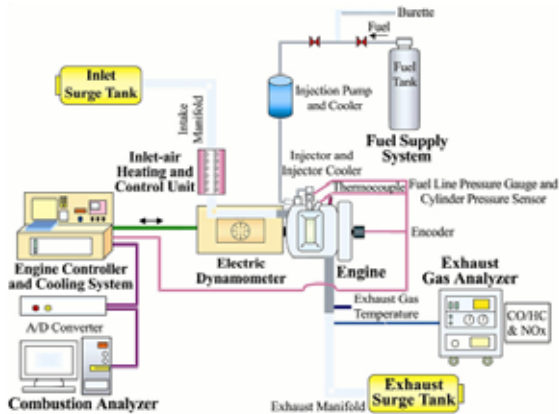 Burette
Fuel
Inlet
Surge Tank
Fuel
Tank
Intake
Manifold
Injection Pump
and Cooler
Fuel Supply
System
Inlet-air
Heating and
Control Unit
Injector and
Injector Cooler
Thermocouple
Fuel Line Pressure Gauge and
Cylinder Pressure Sensor
Encoder
Engine Controller
and Cooling System
Electric
Dynamometer
Engine
Exhaust
Gas Analyzer
Exhaust Gas
Temperature
CO/HC
& NOx
A/D Converter
Combustion Analyzer
Exhaust Manifold
Exhaust
Surge Tank